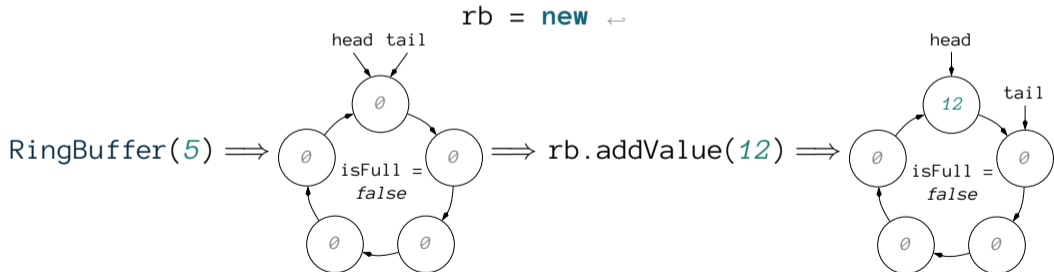 rb = new ↩
head tail
head
0
12
tail
RingBuffer(5) ⟹ 0 0 ⟹ rb.addValue(12) ⟹ 0 0
isFull =
false
isFull =
false
0 0
0 0